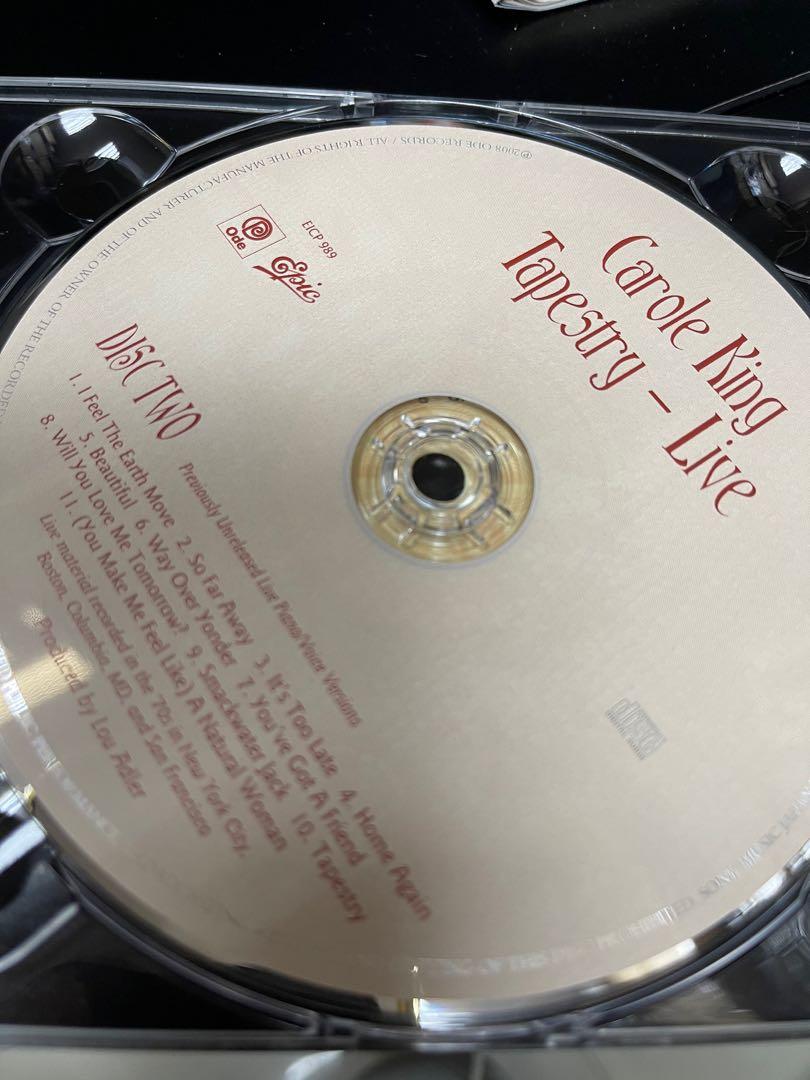 Carole King
Tapestry – Live
Ode
Epic
EICP 989
DISC TWO
Previously Unreleased Live Piano/Voice Versions
1. I Feel The Earth Move 2. So Far Away 3. It's Too Late 4. Home Again
5. Beautiful 6. Way Over Yonder 7. You've Got A Friend
8. Will You Love Me Tomorrow? 9. Smackwater Jack 10. Tapestry
11. (You Make Me Feel Like) A Natural Woman
Live material recorded in the '70s in New York City,
Boston, Columbia, MD, and San Francisco
Produced by Lou Adler
disc
℗2008 ODE RECORDS / ALL RIGHTS OF THE MANUFACTURER AND OF THE OWNER OF THE RECORDED